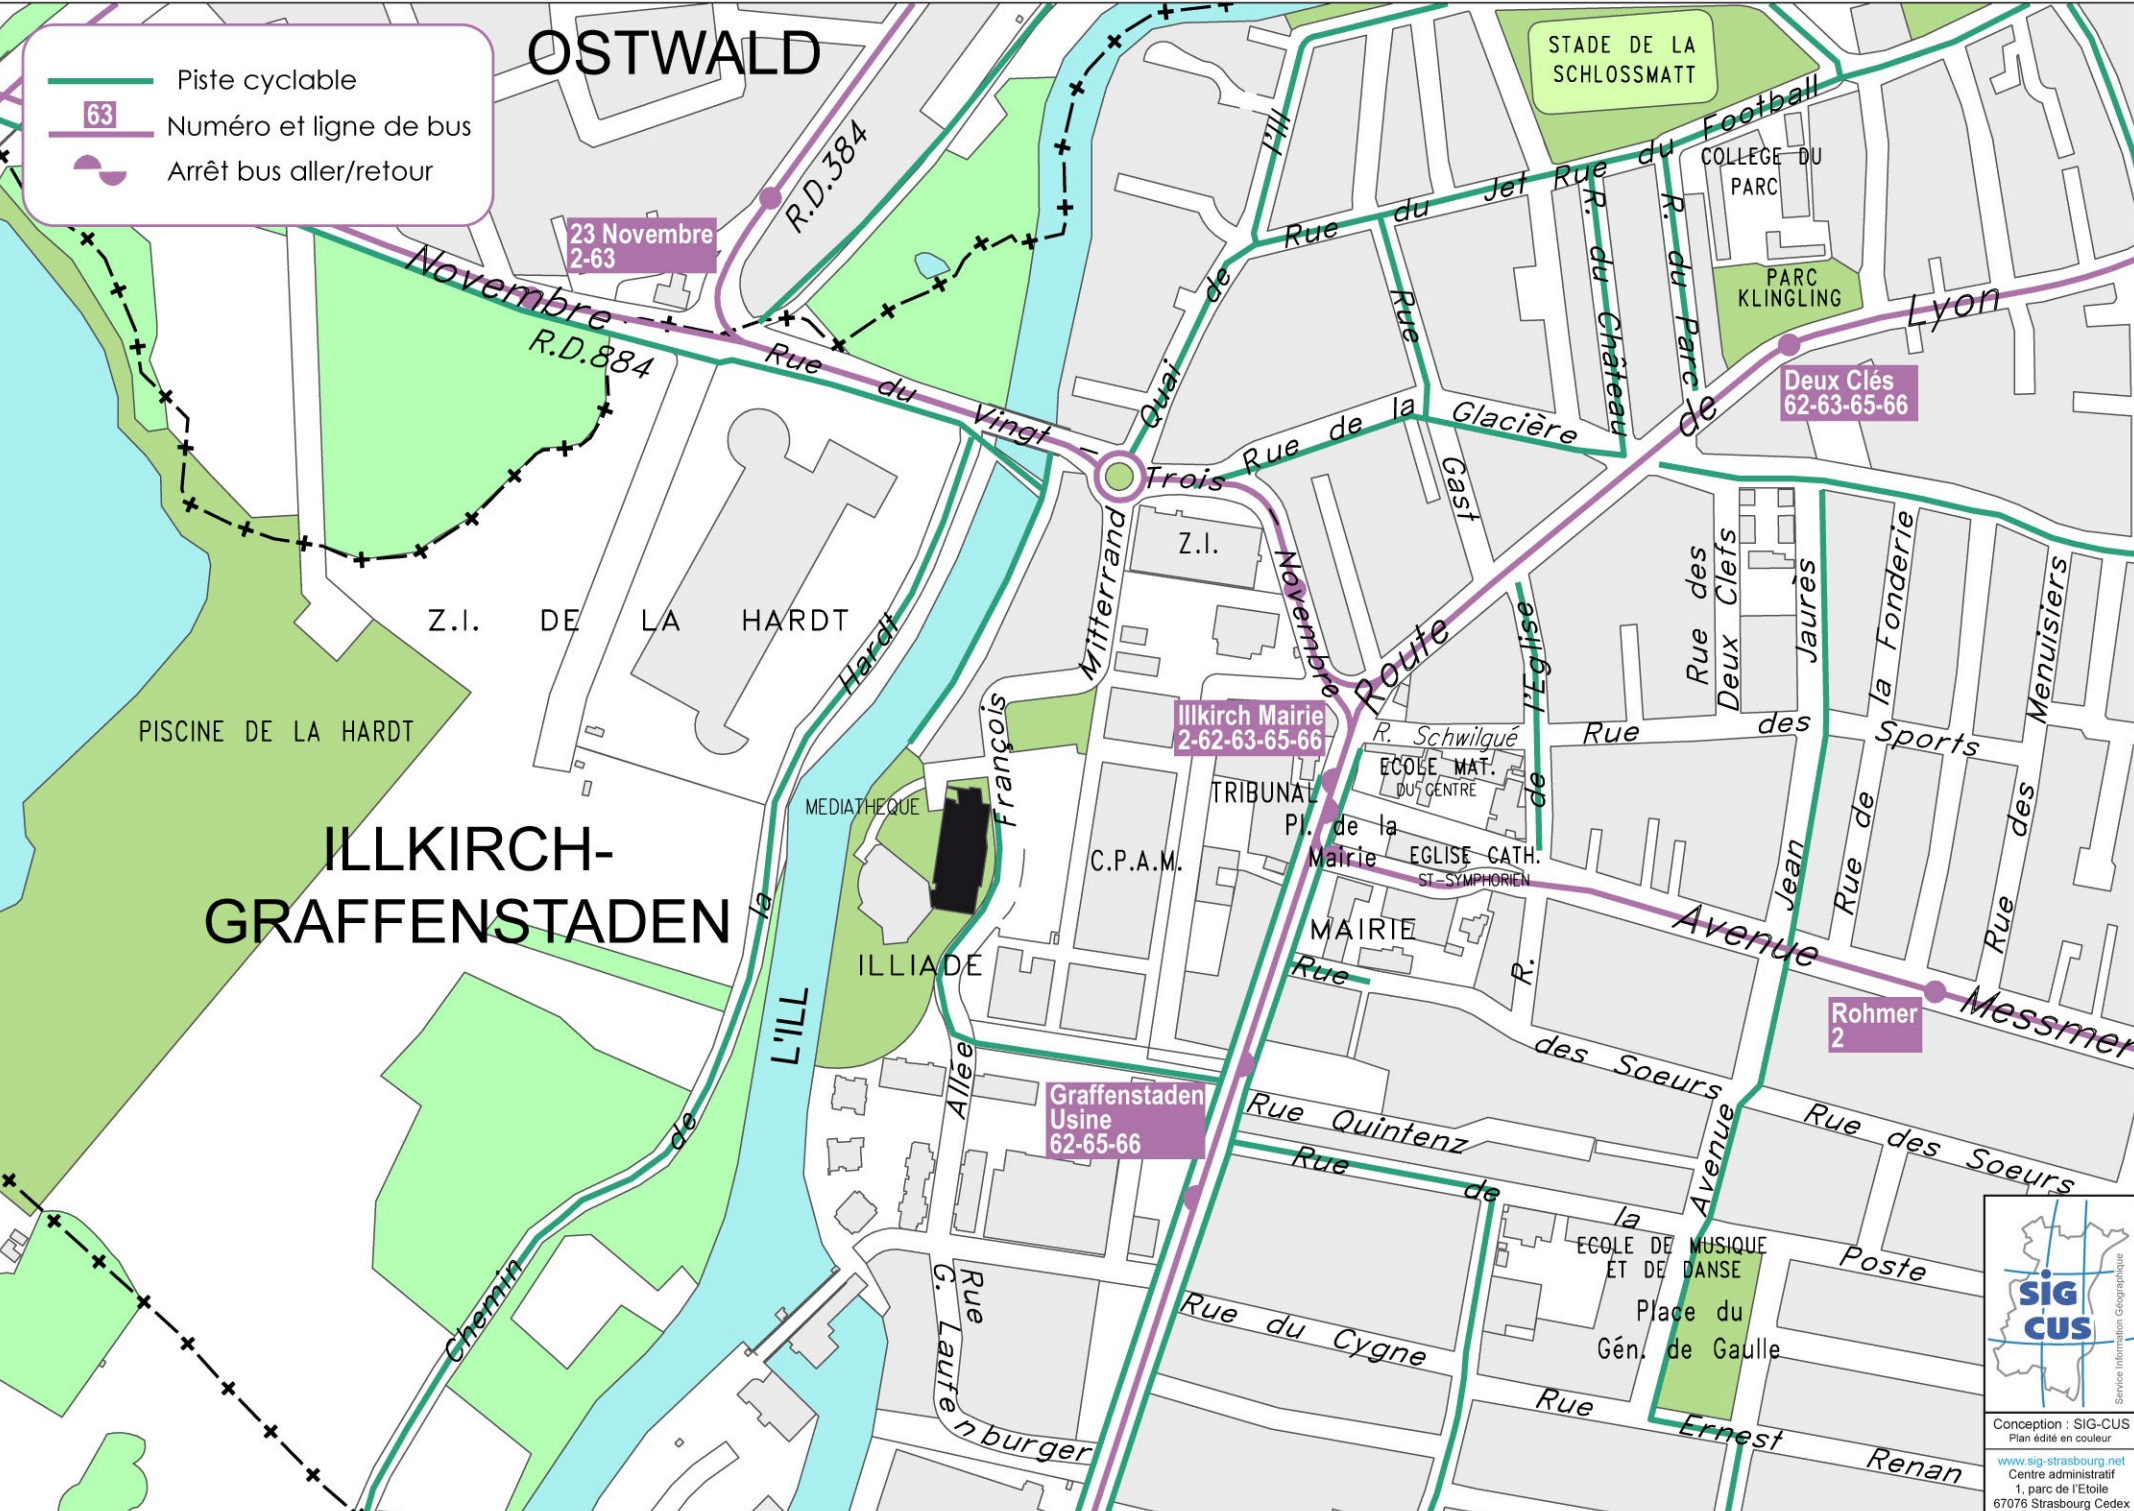 OSTWALD
Piste cyclable
63
Numéro et ligne de bus
Arrêt bus aller/retour
STADE DE LA
SCHLOSSMATT
R.D.384
l'Ill
Football
du
Rue
Jet
du
Rue
COLLEGE DU
PARC
23 Novembre
2-63
Novembre
R.D.884
Rue du Vingt - Trois - Novembre
Quai de
Rue
Gast
R. du Château
R. du Parc
PARC
KLINGLING
Lyon
de
Route
Deux Clés
62-63-65-66
Rue de la Glacière
Z.I.
Mitterrand
François
Allée
Z.I. DE LA HARDT
Hardt
la
de
Chemin
PISCINE DE LA HARDT
Rue des
Deux Clefs
Jaurès
Jean
Avenue
la Fonderie
Rue de
Menuisiers
Rue des
l'Eglise
de
R.
Rue des Sports
Illkirch Mairie
2-62-63-65-66
R. Schwilgué
ECOLE MAT.
DU CENTRE
TRIBUNAL
Pl. de la
Mairie
EGLISE CATH.
ST-SYMPHORIEN
MEDIATHEQUE
ILLKIRCH-
GRAFFENSTADEN
C.P.A.M.
MAIRIE
ILLIADE
L'ILL
Avenue Messmer
Rohmer
2
Rue des Soeurs
Rue des Soeurs
Graffenstaden
Usine
62-65-66
Rue Quintenz
Rue de la Poste
ECOLE DE MUSIQUE
ET DE DANSE
Place du
Gén. de Gaulle
Rue
G. Laufenburger
Rue du Cygne
Rue Ernest Renan
SIG
CUS
Service Information Géographique
Conception : SIG-CUS
Plan édité en couleur
www.sig-strasbourg.net
Centre administratif
1, parc de l'Etoile
67076 Strasbourg Cedex